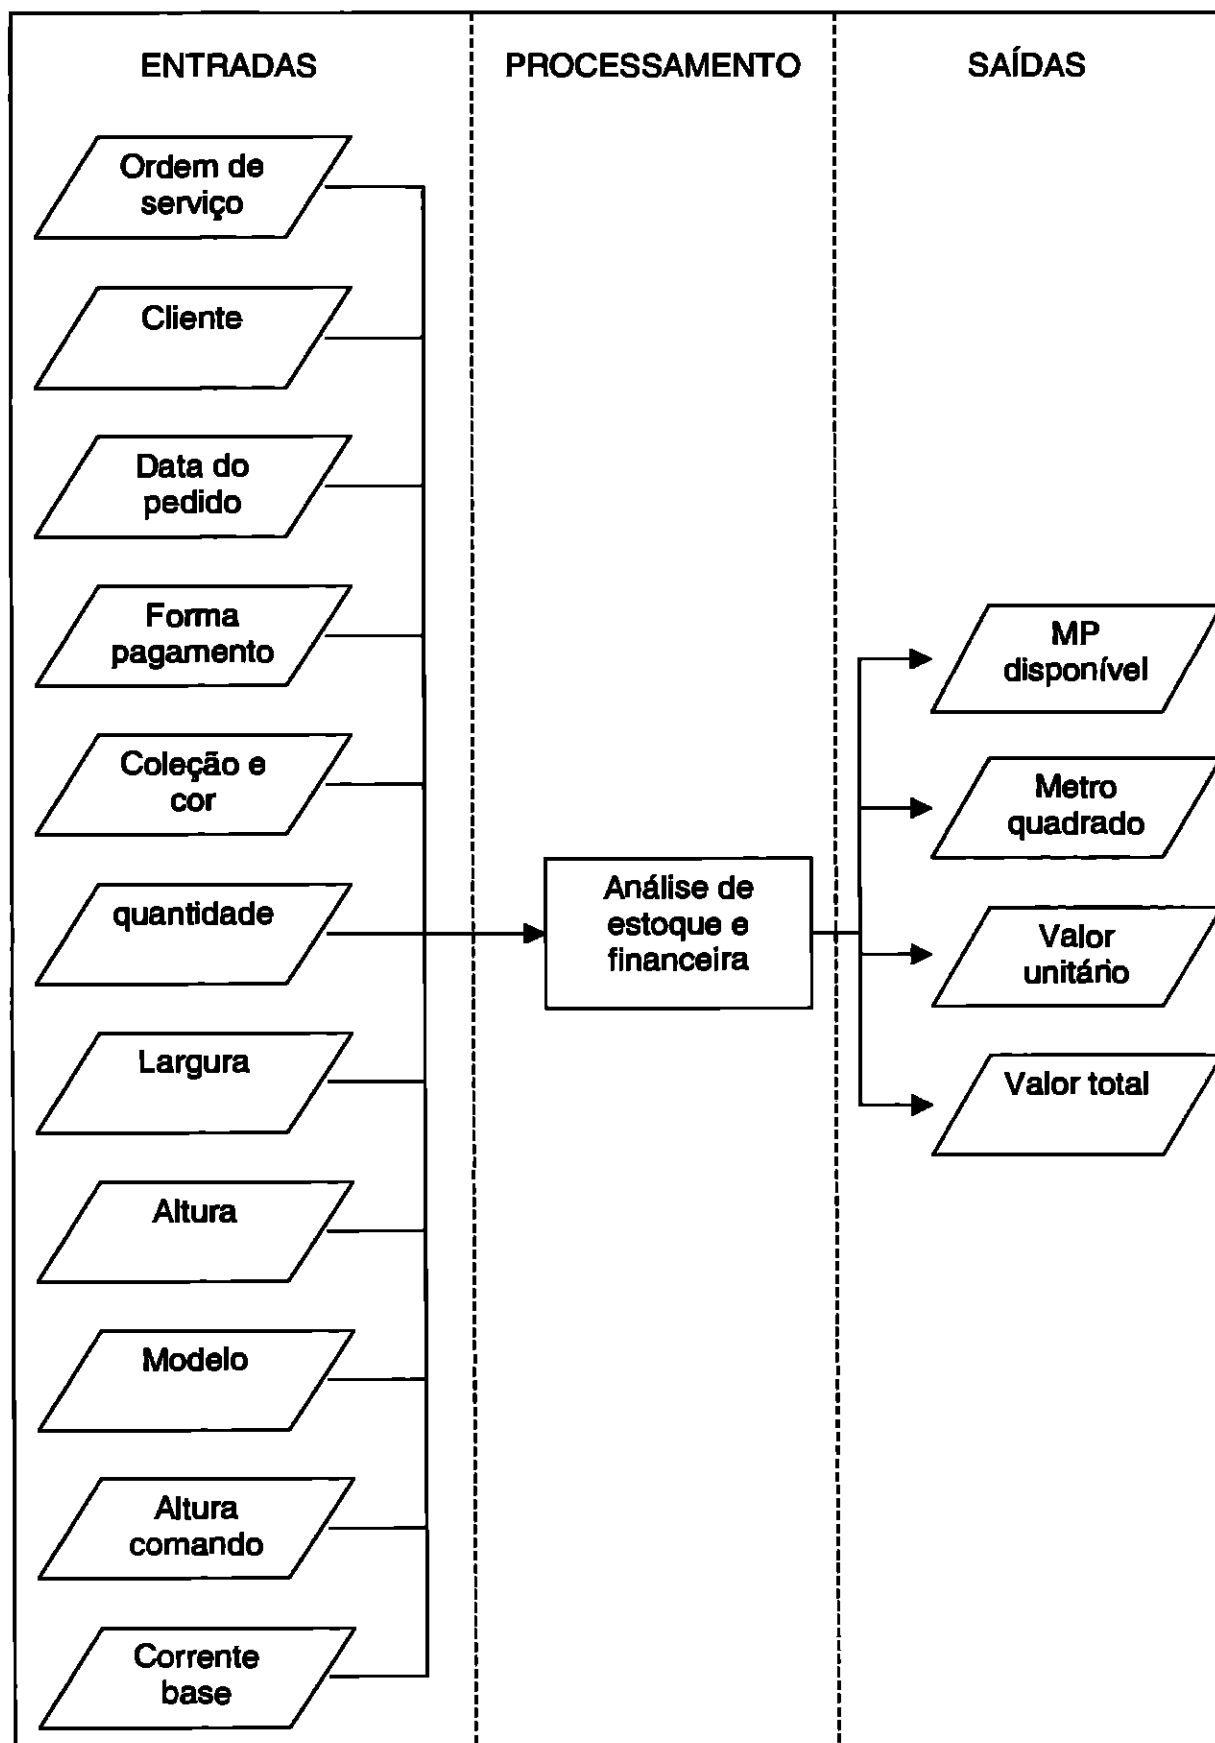 ENTRADAS
PROCESSAMENTO
SAÍDAS
Ordem de
serviço
Cliente
Data do
pedido
Forma
pagamento
Coleção e
cor
quantidade
Largura
Altura
Modelo
Altura
comando
Corrente
base
Análise de
estoque e
financeira
MP
disponível
Metro
quadrado
Valor
unitário
Valor total